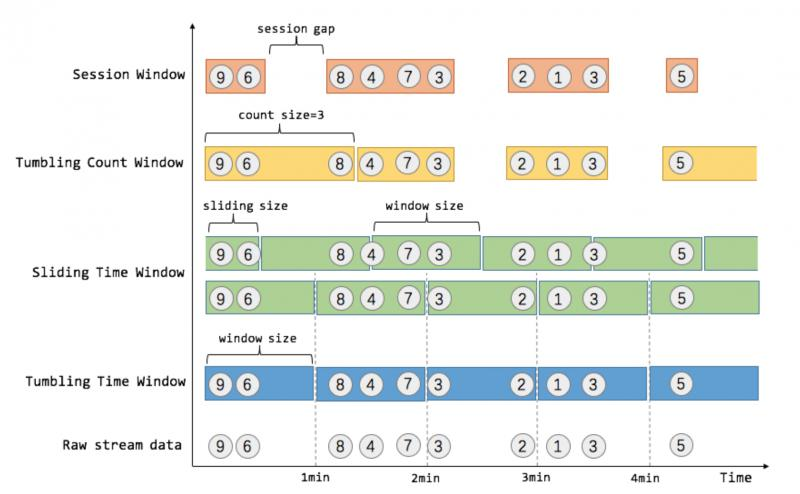 session gap
Session Window 9 6 8 4 7 3 2 1 3 5
count size=3
Tumbling Count Window 9 6 8 4 7 3 2 1 3 5
sliding size window size
9 6 8 4 7 3 2 1 3 5
Sliding Time Window
9 6 8 4 7 3 2 1 3 5
window size
Tumbling Time Window 9 6 8 4 7 3 2 1 3 5
Raw stream data 9 6 8 4 7 3 2 1 3 5
1min 2min 3min 4min Time